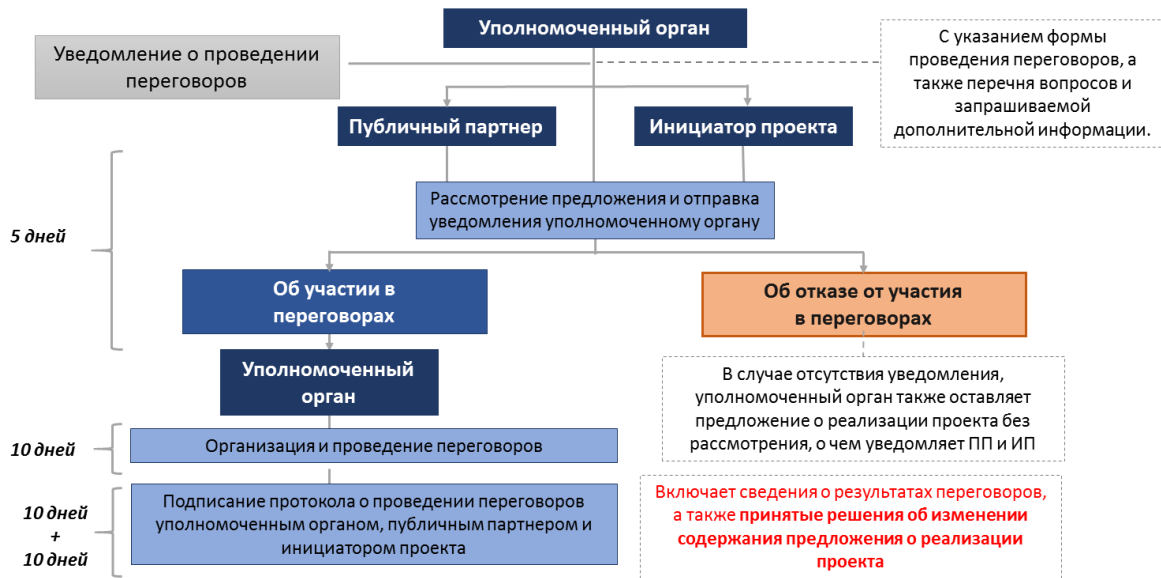 Уполномоченный орган
Уведомление о проведении
переговоров
С указанием формы
проведения переговоров, а
также перечня вопросов и
запрашиваемой
дополнительной информации.
Публичный партнер
Инициатор проекта
Рассмотрение предложения и отправка
уведомления уполномоченному органу
5 дней
Об участии в
переговорах
Об отказе от участия
в переговорах
Уполномоченный
орган
В случае отсутствия уведомления,
уполномоченный орган также оставляет
предложение о реализации проекта без
рассмотрения, о чем уведомляет ПП и ИП
10 дней
Организация и проведение переговоров
10 дней
+
10 дней
Подписание протокола о проведении переговоров
уполномоченным органом, публичным партнером и
инициатором проекта
Включает сведения о результатах переговоров,
а также принятые решения об изменении
содержания предложения о реализации
проекта